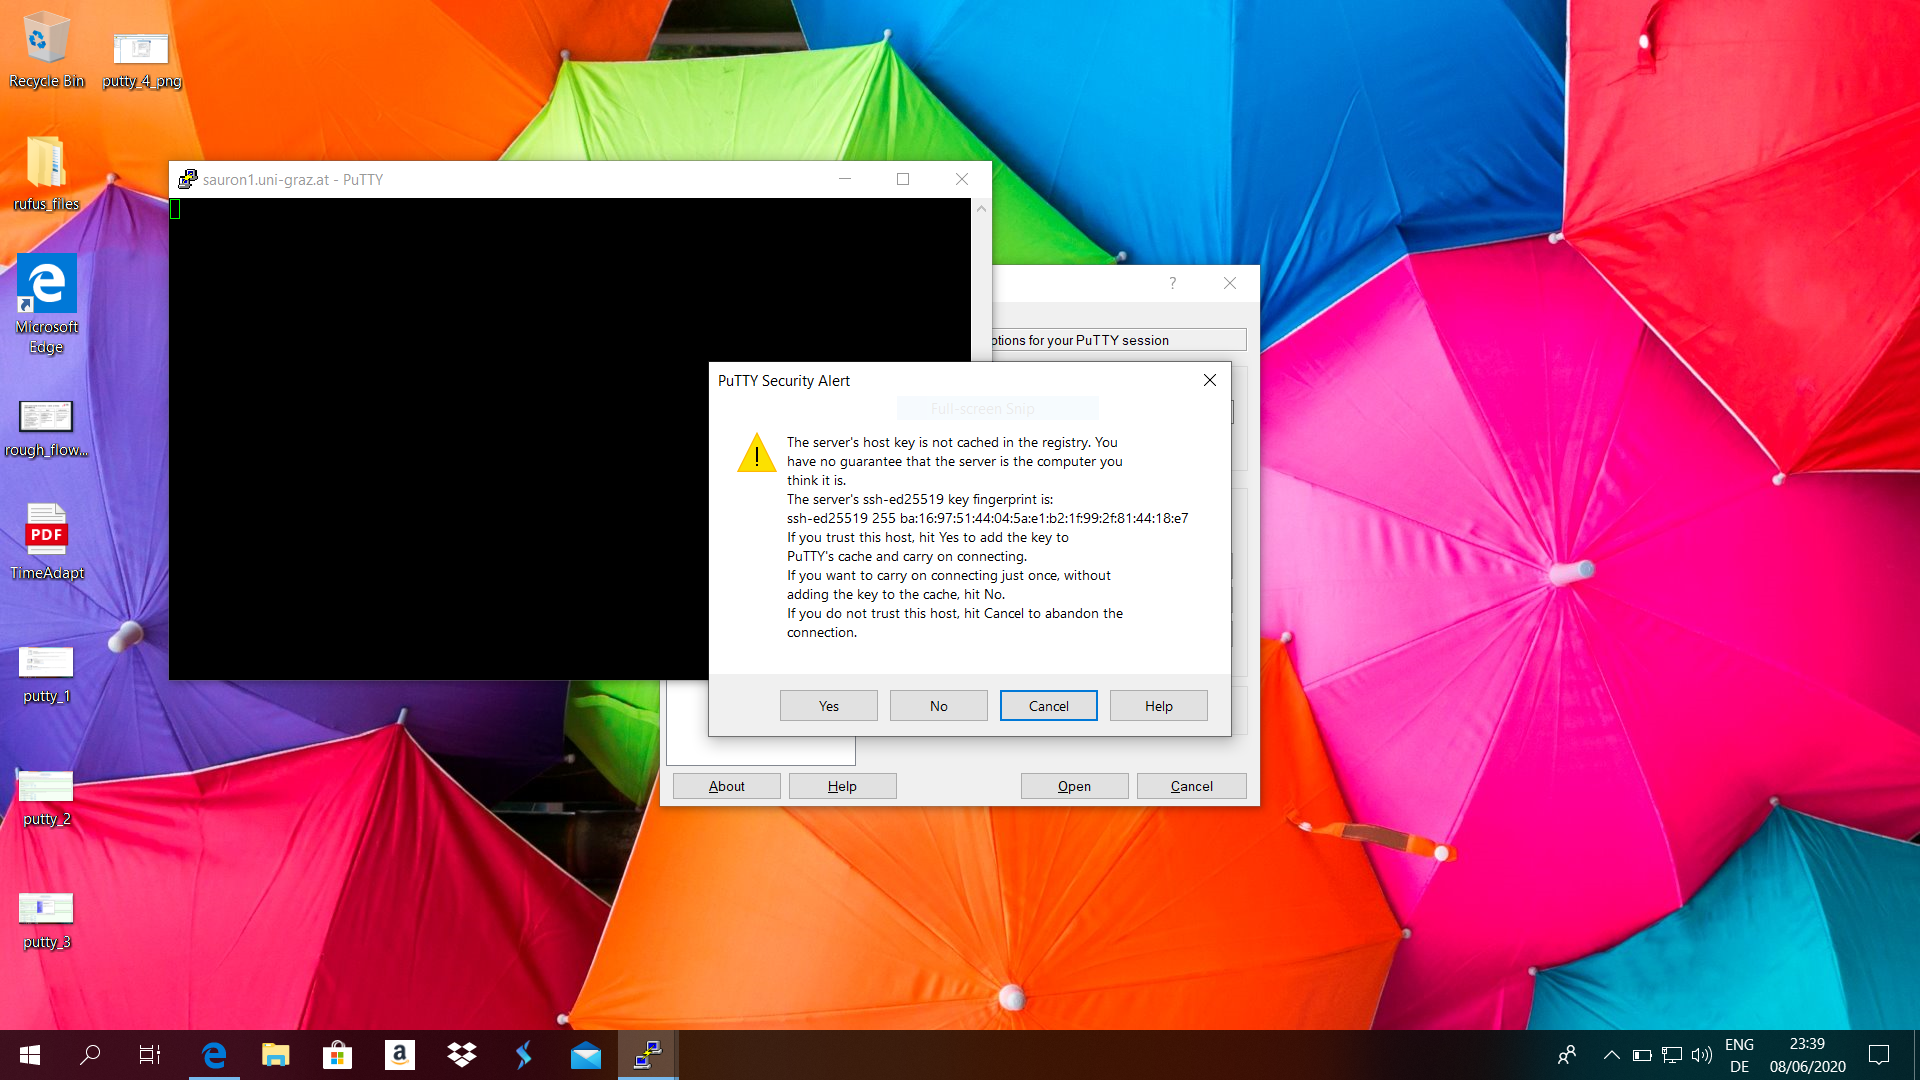 Recycle Bin
putty_4_png
rufus_files
Microsoft
Edge
rough_flow...
PDF
TimeAdapt
putty_1
putty_2
putty_3
sauron1.uni-graz.at - PuTTY
?
ptions for your PuTTY session
PuTTY Security Alert
Full-screen Snip
The server's host key is not cached in the registry. You
have no guarantee that the server is the computer you
think it is.
The server's ssh-ed25519 key fingerprint is:
ssh-ed25519 255 ba:16:97:51:44:04:5a:e1:b2:1f:99:2f:81:44:18:e7
If you trust this host, hit Yes to add the key to
PuTTY's cache and carry on connecting.
If you want to carry on connecting just once, without
adding the key to the cache, hit No.
If you do not trust this host, hit Cancel to abandon the
connection.
Yes No Cancel Help
About Help Open Cancel
ENG
DE
23:39
08/06/2020